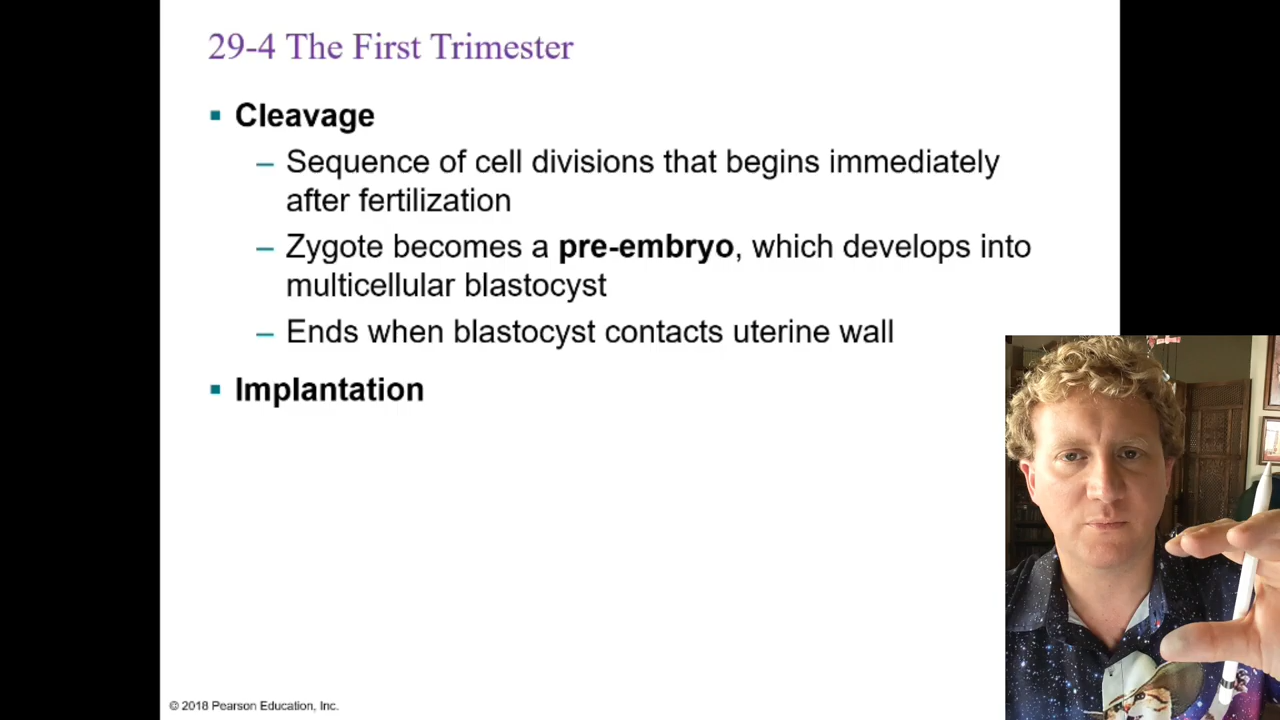 29-4 The First Trimester
▪ Cleavage
– Sequence of cell divisions that begins immediately
after fertilization
– Zygote becomes a pre-embryo, which develops into
multicellular blastocyst
– Ends when blastocyst contacts uterine wall
▪ Implantation
© 2018 Pearson Education, Inc.